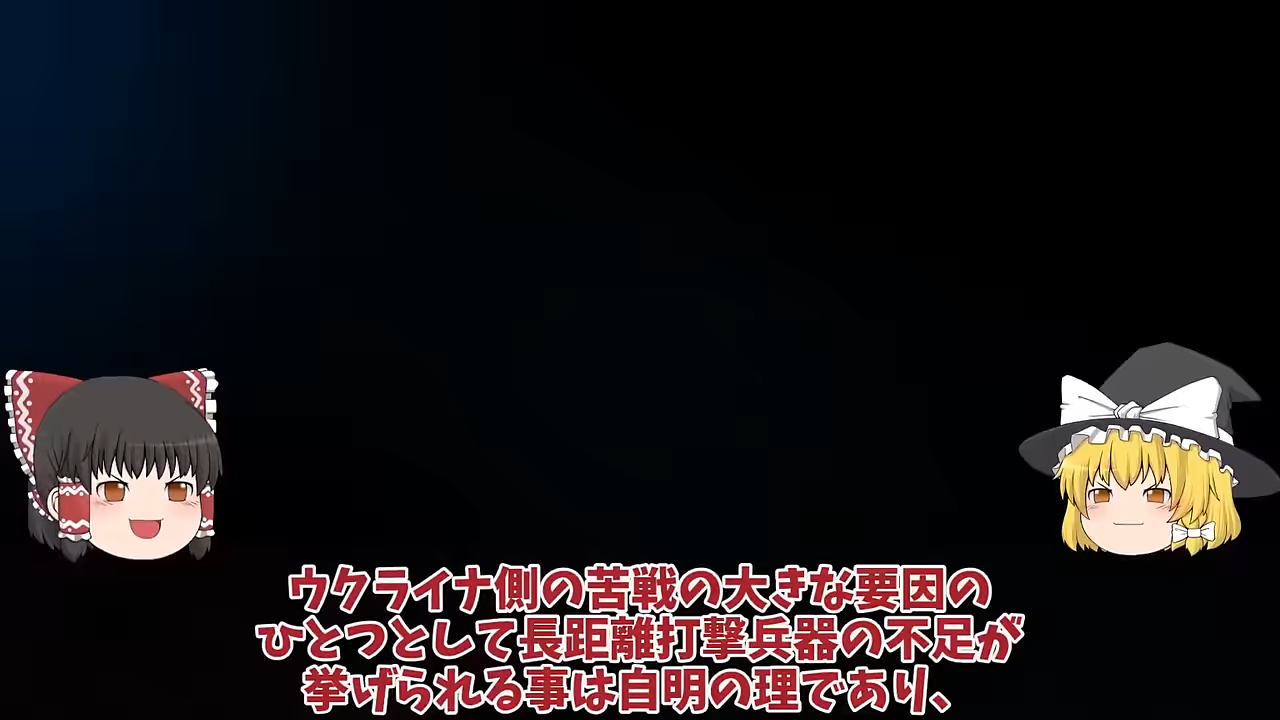 ウクライナ側の苦戦の大きな要因の
ひとつとして長距離打撃兵器の不足が
挙げられる事は自明の理であり、